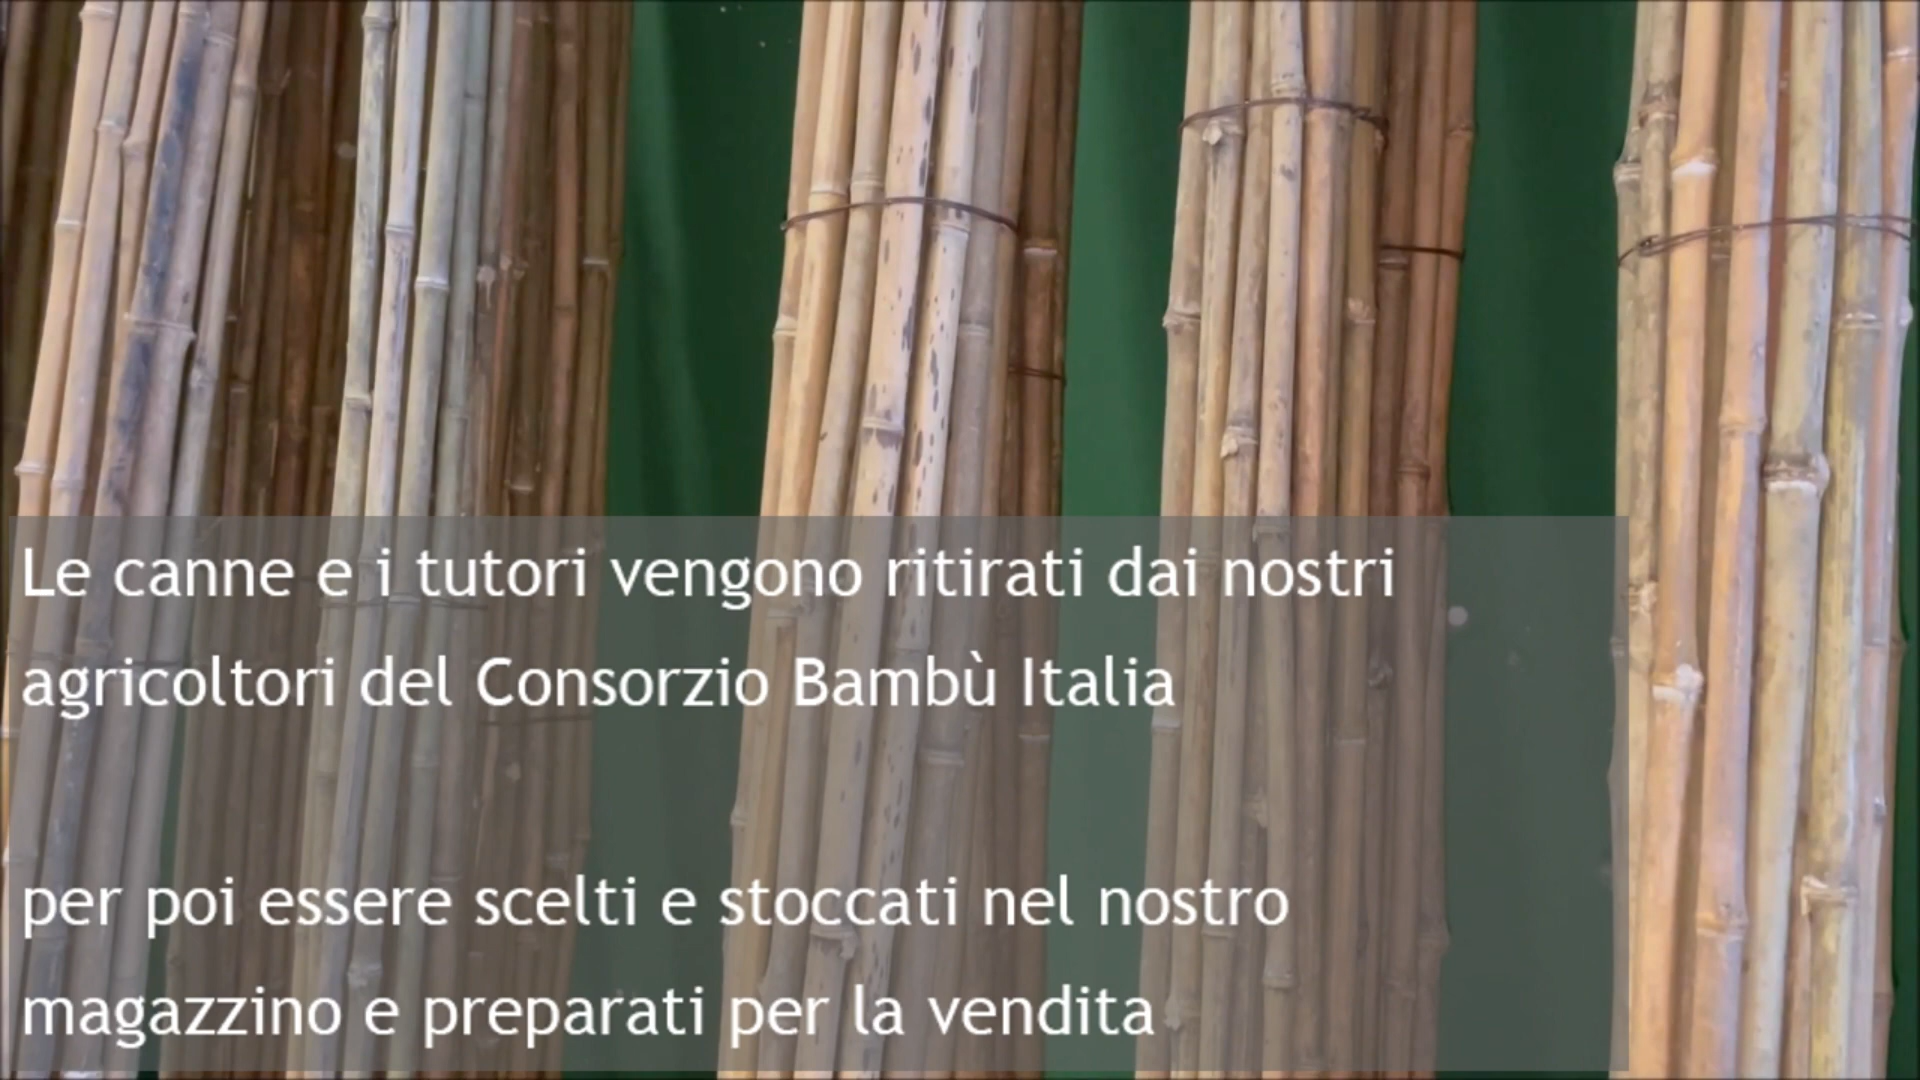 Le canne e i tutori vengono ritirati dai nostri
agricoltori del Consorzio Bambù Italia
per poi essere scelti e stoccati nel nostro
magazzino e preparati per la vendita